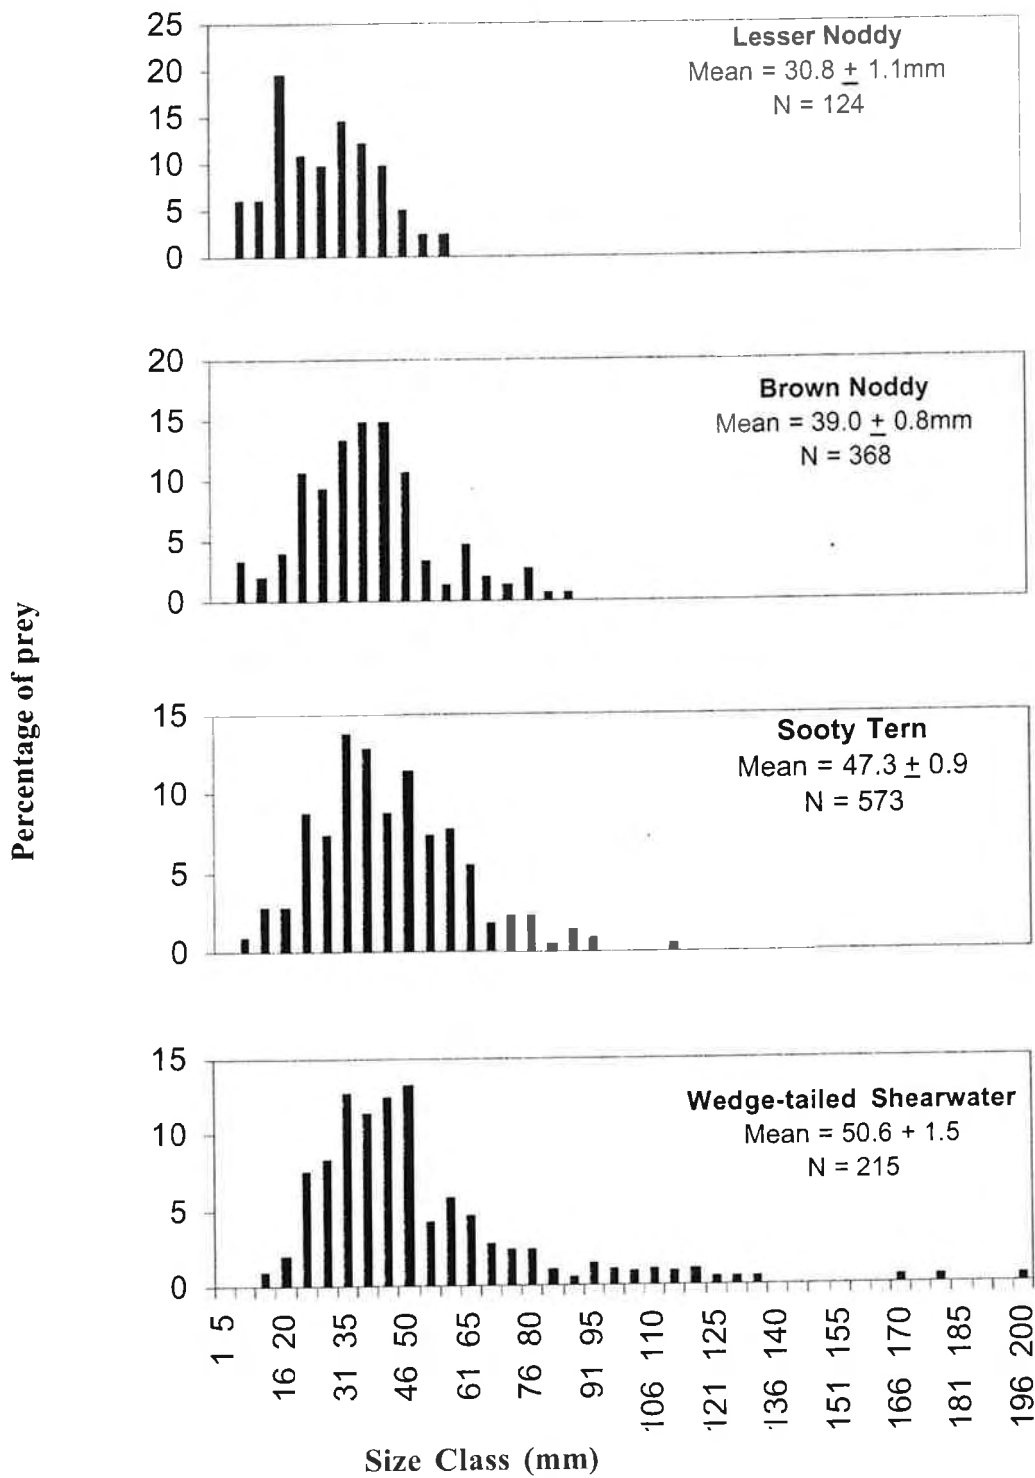 25
20
15
10
5
0
Lesser Noddy
Mean = 30.8 ± 1.1mm
N = 124
20
15
10
5
0
Brown Noddy
Mean = 39.0 ± 0.8mm
N = 368
Percentage of prey
15
10
5
0
Sooty Tern
Mean = 47.3 ± 0.9
N = 573
15
10
5
0
Wedge-tailed Shearwater
Mean = 50.6 + 1.5
N = 215
1 5
16 20
31 35
46 50
61 65
76 80
91 95
106 110
121 125
136 140
151 155
166 170
181 185
196 200
Size Class (mm)